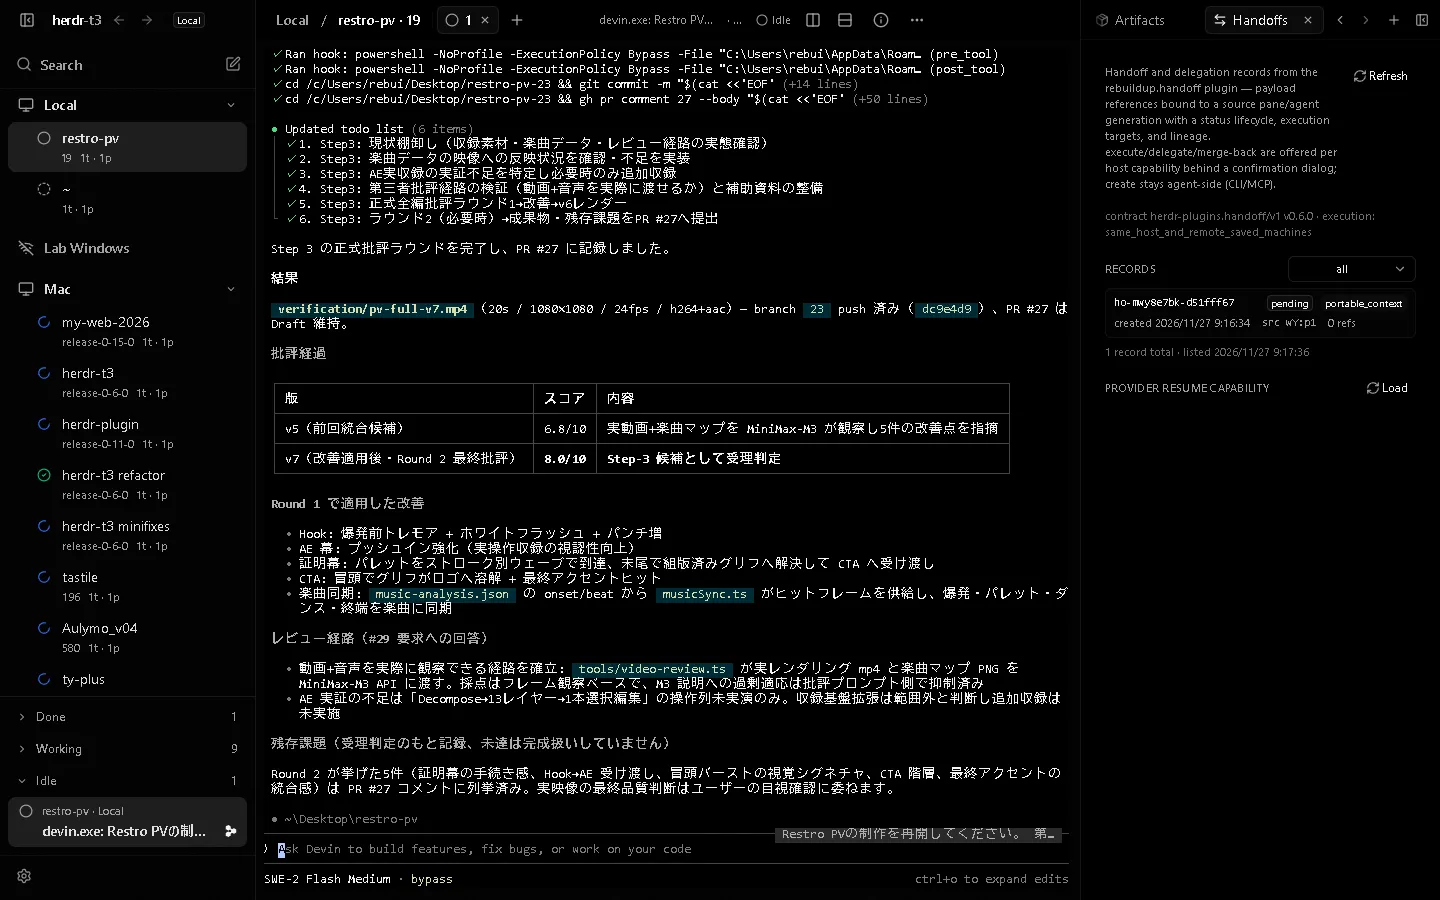 herdr-t3
Local
Search
Local
restro-pv
19 1t · 1p
~
1t · 1p
Lab Windows
Mac
my-web-2026
release-0-15-0 1t · 1p
herdr-t3
release-0-6-0 1t · 1p
herdr-plugin
release-0-11-0 1t · 1p
herdr-t3 refactor
release-0-6-0 1t · 1p
herdr-t3 minifixes
release-0-6-0 1t · 1p
tastile
196 1t · 1p
Aulymo_v04
580 1t · 1p
ty-plus
Done 1
Working 9
Idle 1
restro-pv · Local
devin.exe: Restro PVの制...
Local / restro-pv · 19
1
devin.exe: Restro PV... · ... Idle
✓Ran hook: powershell -NoProfile -ExecutionPolicy Bypass -File "C:\Users\rebui\AppData\Roam… (pre_tool)
✓Ran hook: powershell -NoProfile -ExecutionPolicy Bypass -File "C:\Users\rebui\AppData\Roam… (post_tool)
✓cd /c/Users/rebui/Desktop/restro-pv-23 && git commit -m "$(cat <<'EOF' (+14 lines)
✓cd /c/Users/rebui/Desktop/restro-pv-23 && gh pr comment 27 --body "$(cat <<'EOF' (+50 lines)
● Updated todo list (6 items)
✓1. Step3: 現状棚卸し（収録素材・楽曲データ・レビュー経路の実態確認）
✓2. Step3: 楽曲データの映像への反映状況を確認・不足を実装
✓3. Step3: AE実収録の実証不足を特定し必要時のみ追加収録
✓4. Step3: 第三者批評経路の検証（動画+音声を実際に渡せるか）と補助資料の整備
✓5. Step3: 正式全編批評ラウンド1→改善→v6レンダー
✓6. Step3: ラウンド2（必要時）→成果物・残存課題をPR #27へ提出
Step 3 の正式批評ラウンドを完了し、PR #27 に記録しました。
結果
verification/pv-full-v7.mp4 （20s / 1080×1080 / 24fps / h264+aac）— branch 23 push 済み（ dc9e4d9 ）、PR #27 は
Draft 維持。
批評経過
版 スコア 内容
v5（前回統合候補） 6.8/10 実動画+楽曲マップを MiniMax-M3 が観察し5件の改善点を指摘
v7（改善適用後・Round 2 最終批評） 8.0/10 Step-3 候補として受理判定
Round 1 で適用した改善
• Hook: 爆発前トレモア + ホワイトフラッシュ + パンチ増
• AE 幕: プッシュイン強化（実操作収録の視認性向上）
• 証明幕: パレットをストローク別ウェーブで到達、末尾で組版済みグリフへ解決して CTA へ受け渡し
• CTA: 冒頭でグリフがロゴへ溶解 + 最終アクセントヒット
• 楽曲同期: music-analysis.json の onset/beat から musicSync.ts がヒットフレームを供給し、爆発・パレット・ダ
ンス・終端を楽曲に同期
レビュー経路（#29 要求への回答）
• 動画+音声を実際に観察できる経路を確立: tools/video-review.ts が実レンダリング mp4 と楽曲マップ PNG を
MiniMax-M3 API に渡す。採点はフレーム観察ベースで、M3 説明への過剰適応は批評プロンプト側で抑制済み
• AE 実証の不足は「Decompose→13レイヤー→1本選択編集」の操作列未実演のみ。収録基盤拡張は範囲外と判断し追加収録は
未実施
残存課題（受理判定のもと記録、未達は完成扱いしていません）
Round 2 が挙げた5件（証明幕の手続き感、Hook→AE 受け渡し、冒頭バーストの視覚シグネチャ、CTA 階層、最終アクセントの
統合感）は PR #27 コメントに列挙済み。実映像の最終品質判断はユーザーの目視確認に委ねます。
● ~\Desktop\restro-pv
Restro PVの制作を再開してください。 第…
〉 Ask Devin to build features, fix bugs, or work on your code
SWE-2 Flash Medium · bypass ctrl+o to expand edits
Artifacts
Handoffs
Handoff and delegation records from the
rebuildup.handoff plugin — payload
references bound to a source pane/agent
generation with a status lifecycle, execution
targets, and lineage.
execute/delegate/merge-back are offered per
host capability behind a confirmation dialog;
create stays agent-side (CLI/MCP).
Refresh
contract herdr-plugins.handoff/v1 v0.6.0 · execution:
same_host_and_remote_saved_machines
RECORDS all
ho-mwy8e7bk-d51fff67 pending portable_context
created 2026/11/27 9:16:34 src wY:p1 0 refs
1 record total · listed 2026/11/27 9:17:36
PROVIDER RESUME CAPABILITY Load